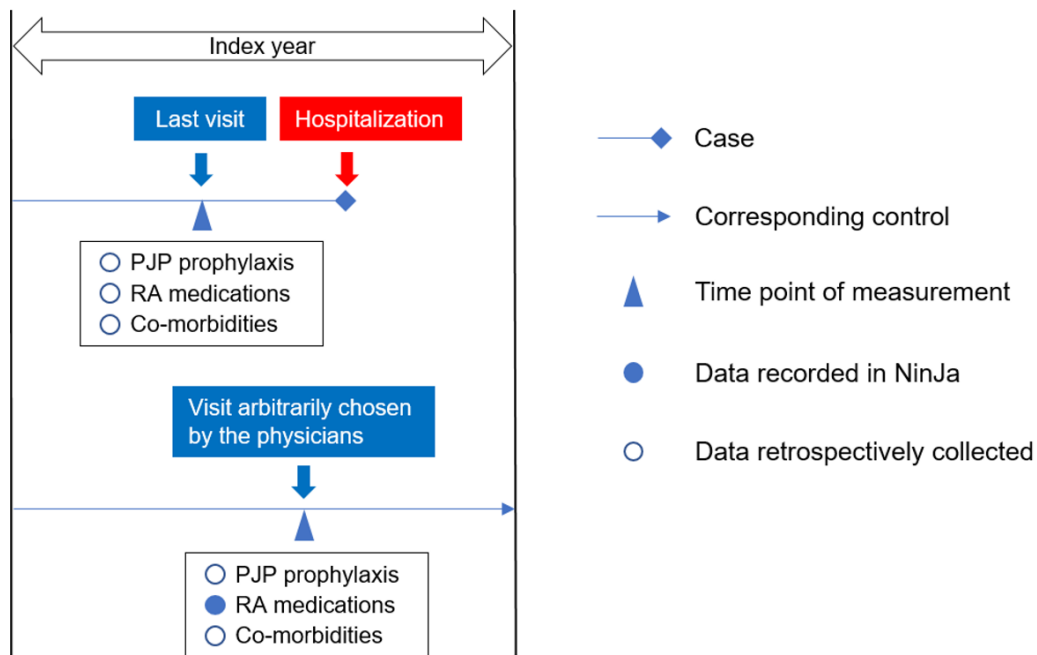 Index year
Last visit
Hospitalization
PJP prophylaxis
RA medications
Co-morbidities
Visit arbitrarily chosen
by the physicians
PJP prophylaxis
RA medications
Co-morbidities
Case
Corresponding control
Time point of measurement
Data recorded in NinJa
Data retrospectively collected